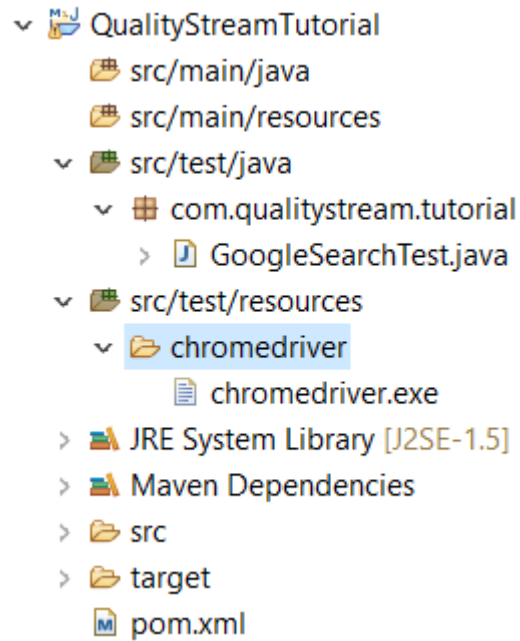 QualityStreamTutorial
src/main/java
src/main/resources
src/test/java
com.qualitystream.tutorial
GoogleSearchTest.java
src/test/resources
chromedriver
chromedriver.exe
JRE System Library [J2SE-1.5]
Maven Dependencies
src
target
pom.xml